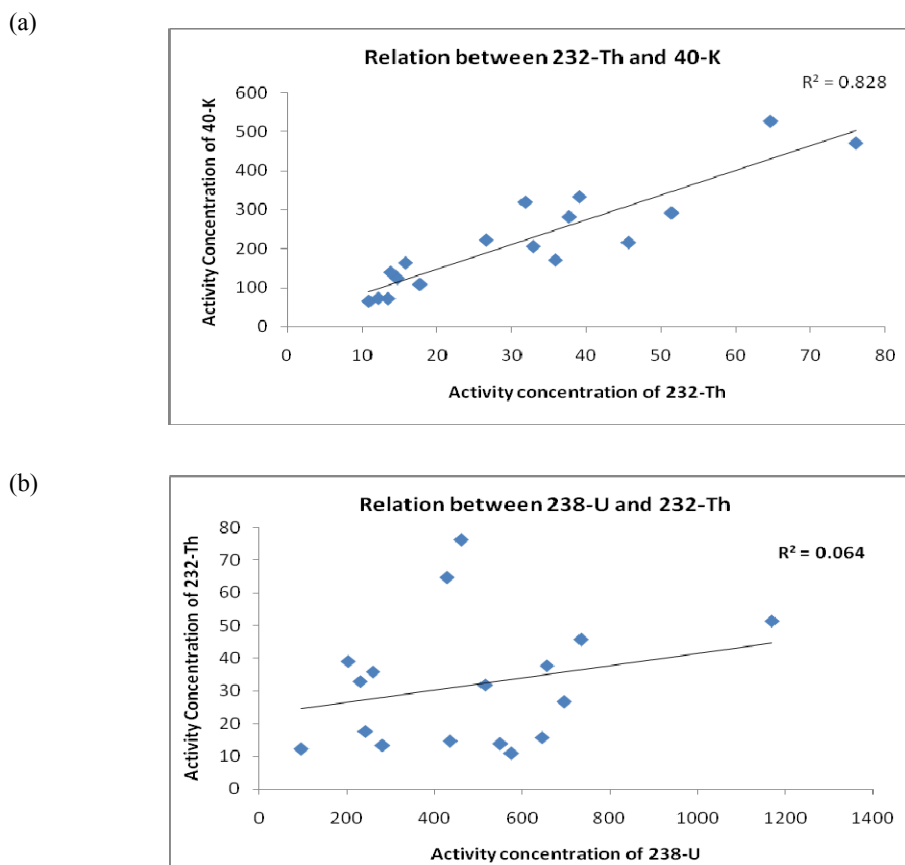 (a)
Relation between 232-Th and 40-K
R² = 0.828
Activity Concentration of 40-K
600
500
400
300
200
100
0
0 10 20 30 40 50 60 70 80
Activity concentration of 232-Th
(b)
Relation between 238-U and 232-Th
R² = 0.064
Activity Concentration of 232-Th
80
70
60
50
40
30
20
10
0
0 200 400 600 800 1000 1200 1400
Activity concentration of 238-U